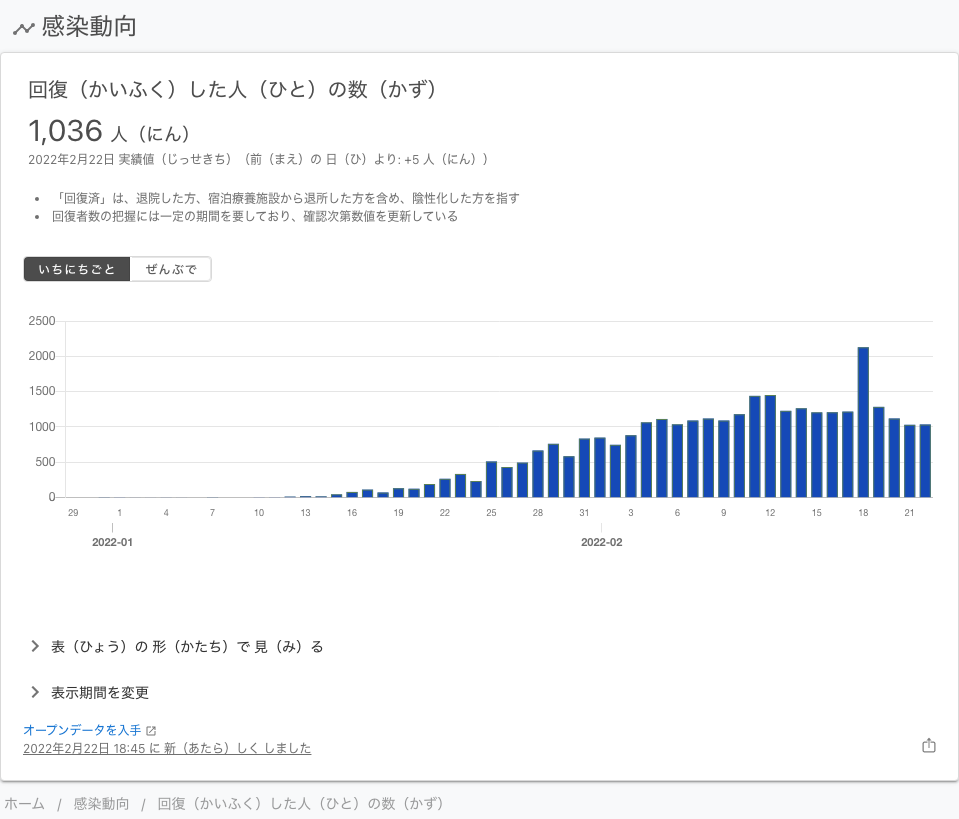 感染動向
回復（かいふく）した人（ひと）の数（かず）
1,036 人（にん）
2022年2月22日 実績値（じっせきち）（前（まえ）の 日（ひ）より: +5 人（にん））
「回復済」は、退院した方、宿泊療養施設から退所した方を含め、陰性化した方を指す
回復者数の把握には一定の期間を要しており、確認次第数値を更新している
いちにちごと ぜんぶで
2500
2000
1500
1000
500
0
29 1 4 7 10 13 16 19 22 25 28 31 3 6 9 12 15 18 21
2022-01 2022-02
表（ひょう）の 形（かたち）で 見（み）る
表示期間を変更
オープンデータを入手
2022年2月22日 18:45 に 新（あたら）しく しました
ホーム / 感染動向 / 回復（かいふく）した人（ひと）の数（かず）